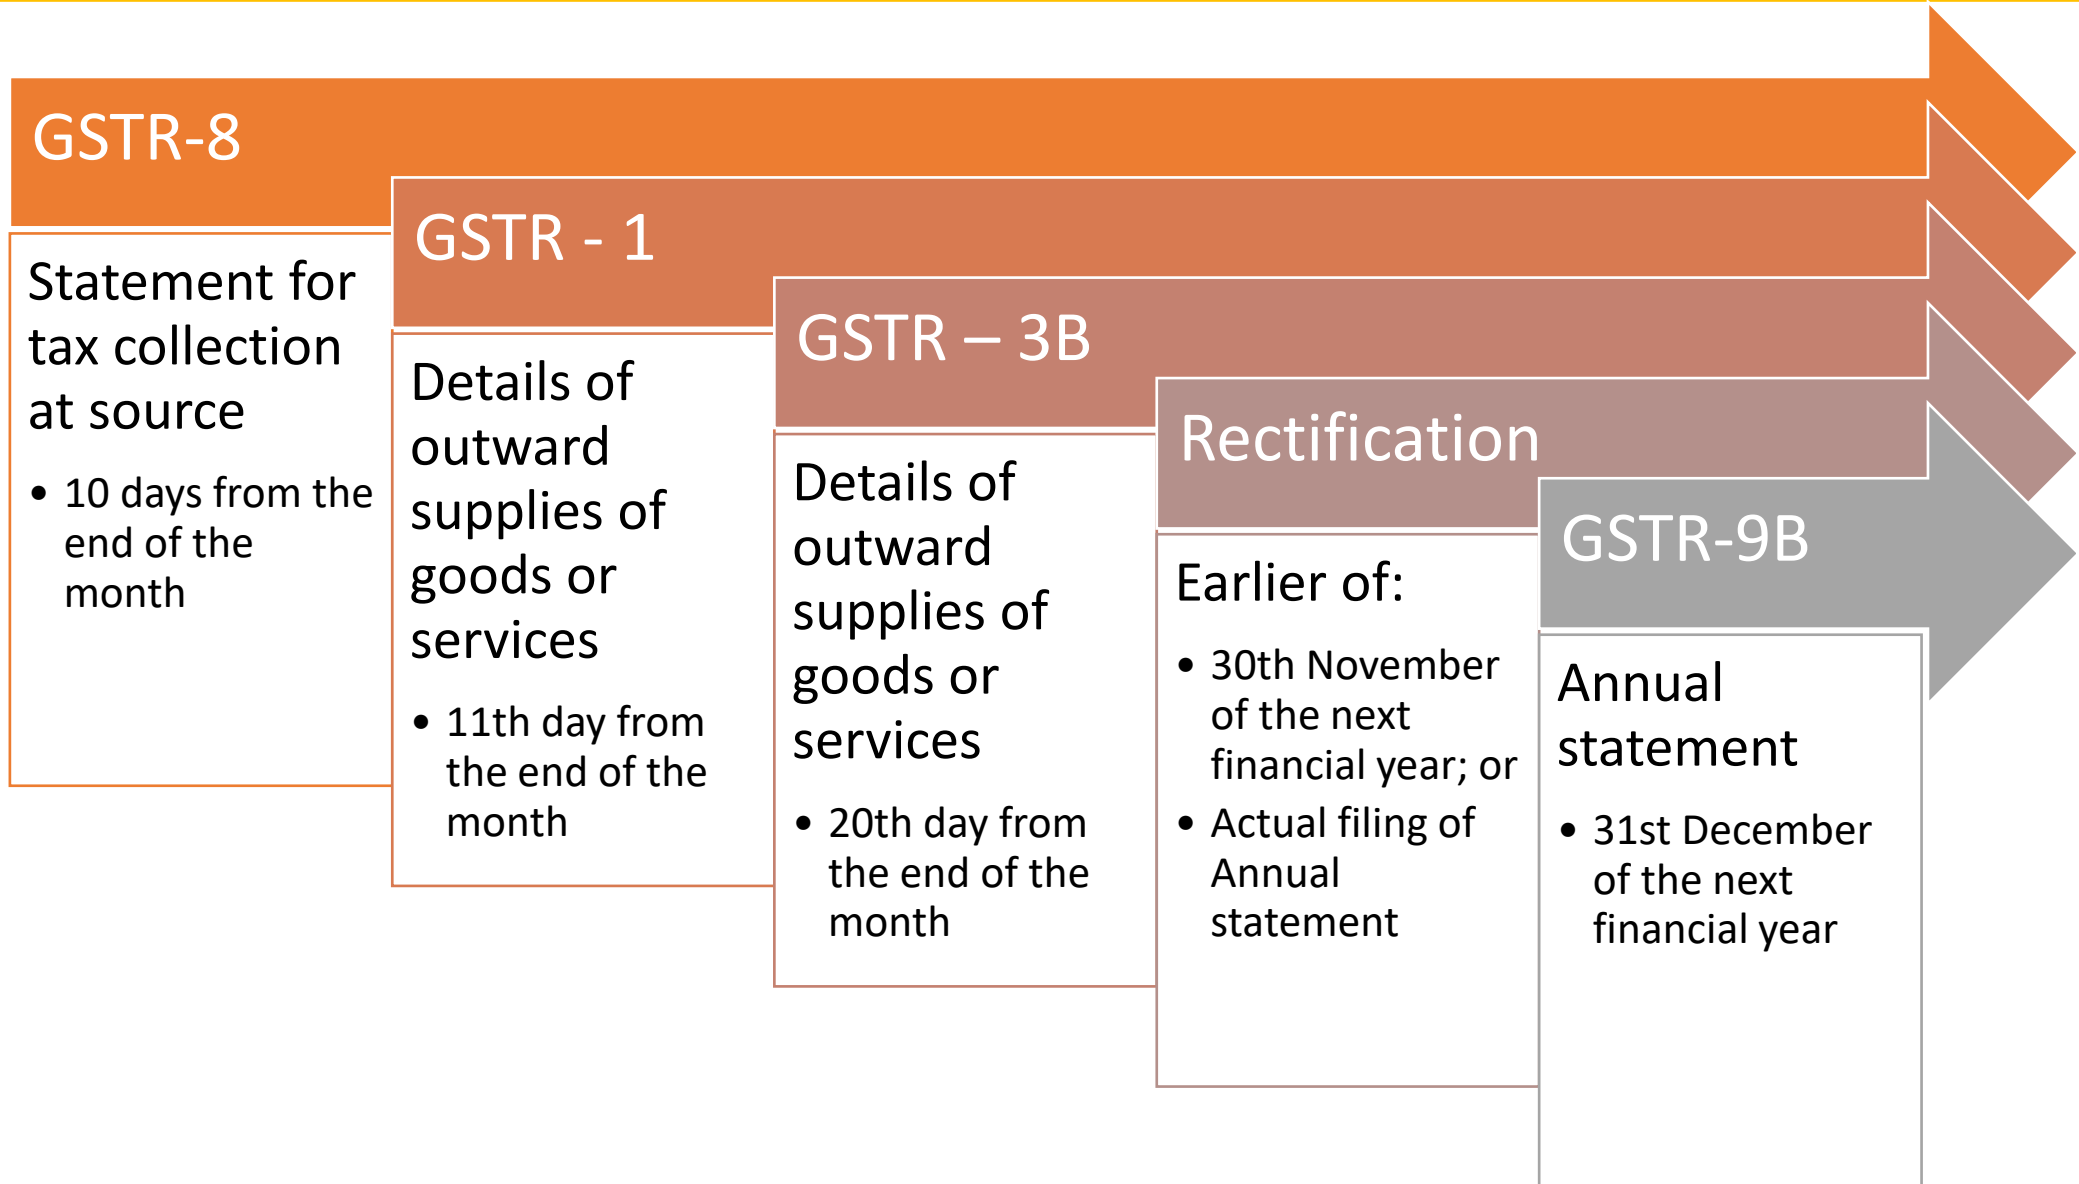 GSTR-8
Statement for
tax collection
at source
• 10 days from the
end of the
month
GSTR - 1
Details of
outward
supplies of
goods or
services
• 11th day from
the end of the
month
GSTR – 3B
Details of
outward
supplies of
goods or
services
• 20th day from
the end of the
month
Rectification
Earlier of:
• 30th November
of the next
financial year; or
• Actual filing of
Annual
statement
GSTR-9B
Annual
statement
• 31st December
of the next
financial year